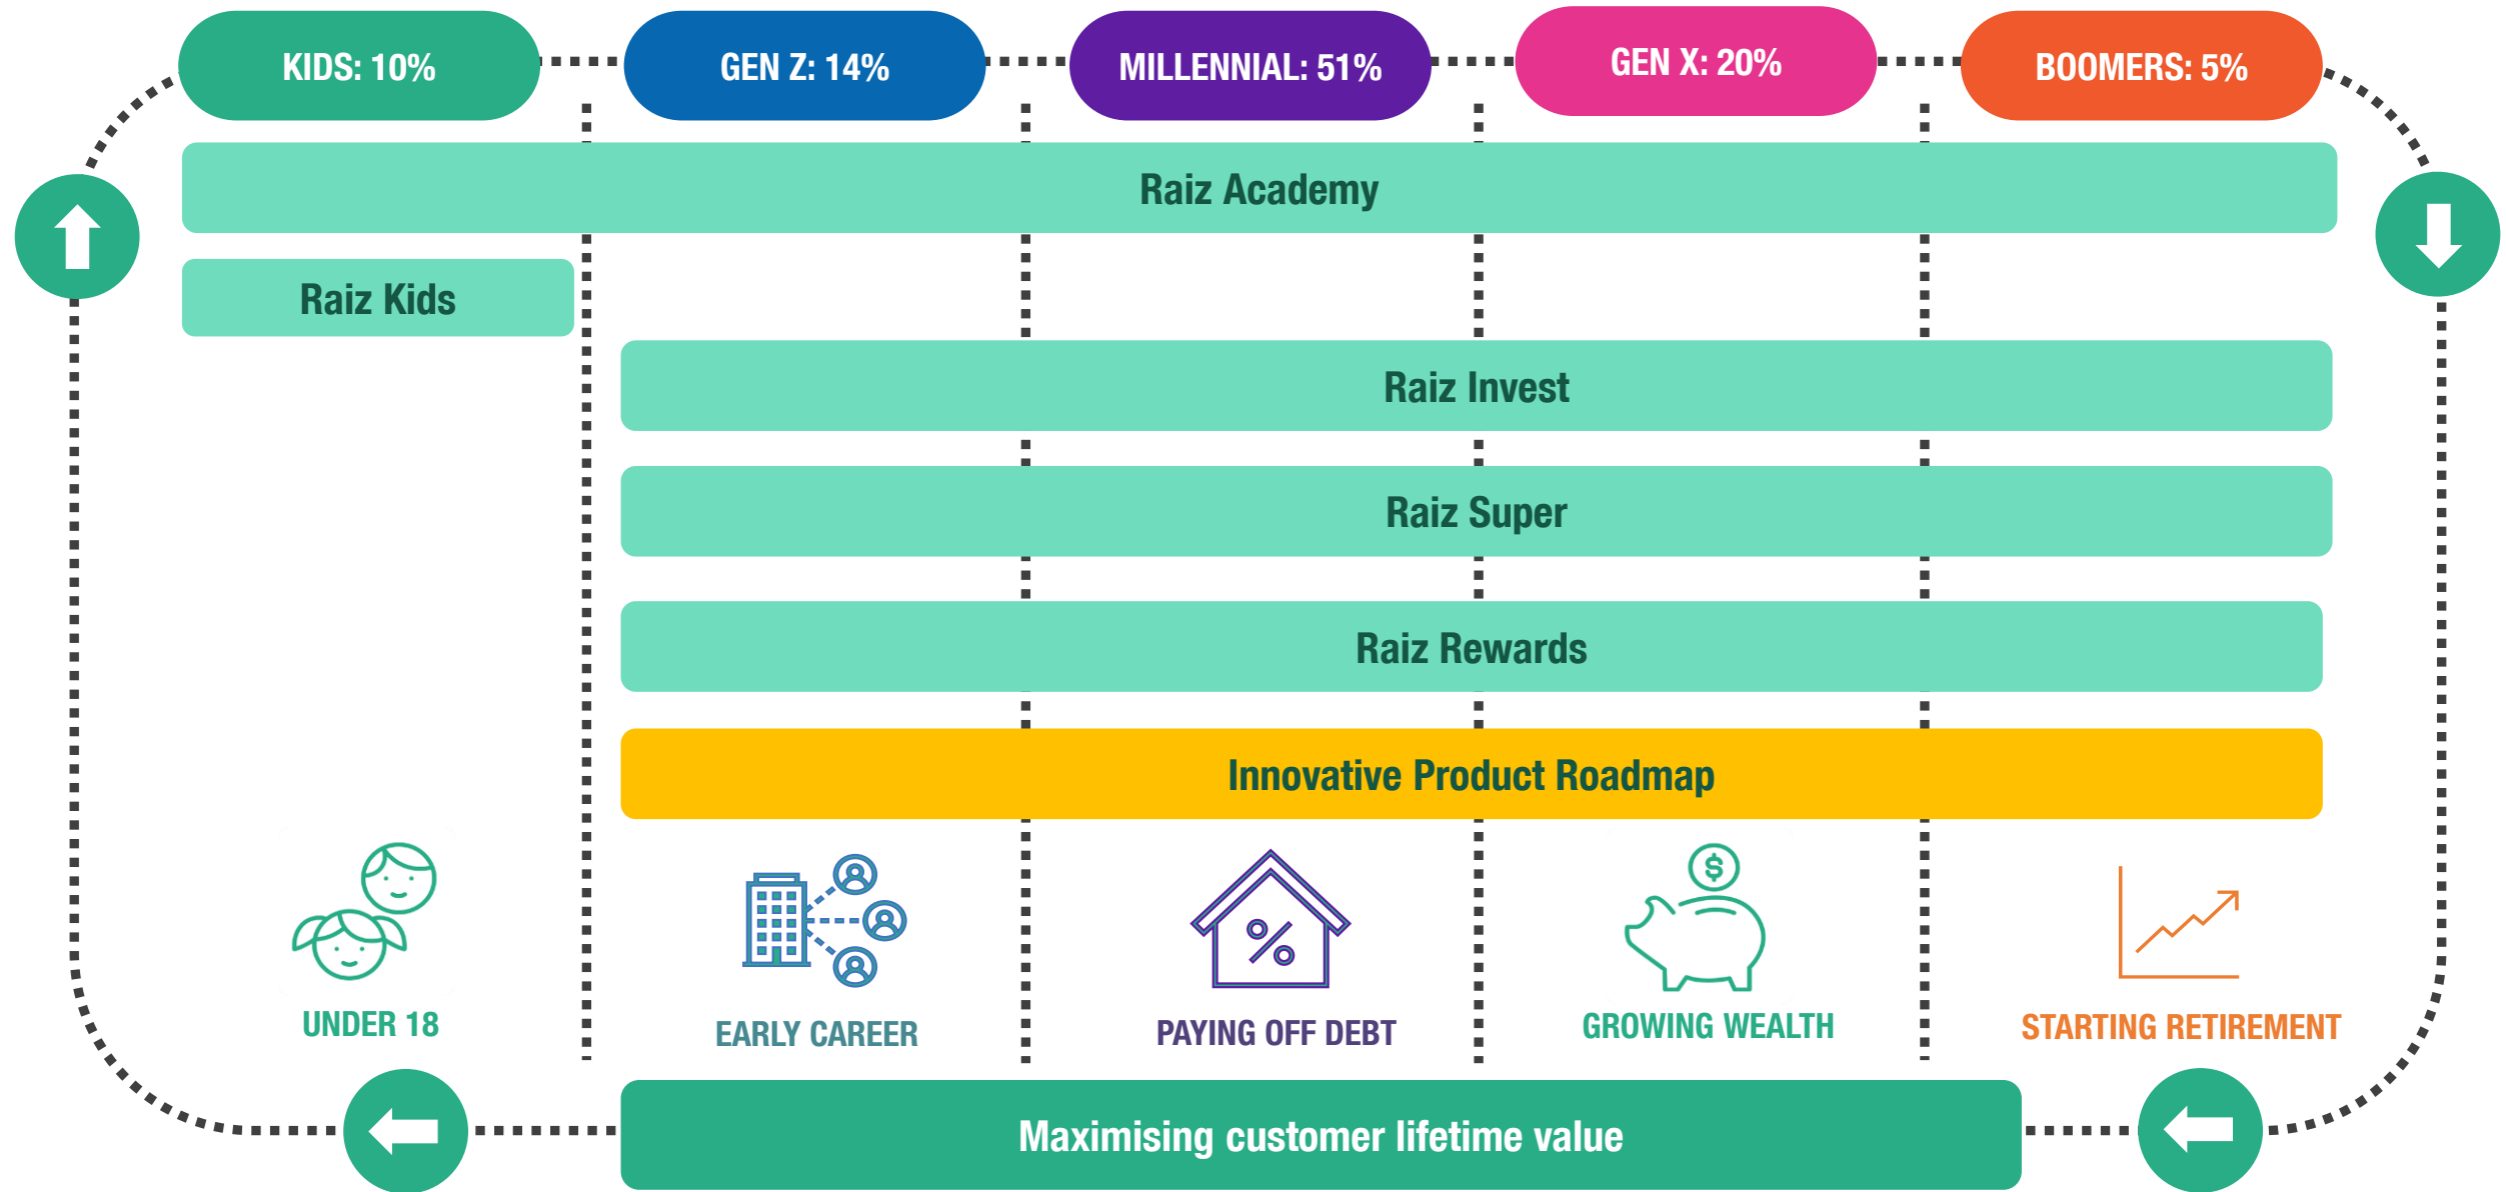 KIDS: 10%
GEN Z: 14%
MILLENNIAL: 51%
GEN X: 20%
BOOMERS: 5%
Raiz Academy
Raiz Kids
Raiz Invest
Raiz Super
Raiz Rewards
Innovative Product Roadmap
UNDER 18
EARLY CAREER
PAYING OFF DEBT
GROWING WEALTH
STARTING RETIREMENT
Maximising customer lifetime value